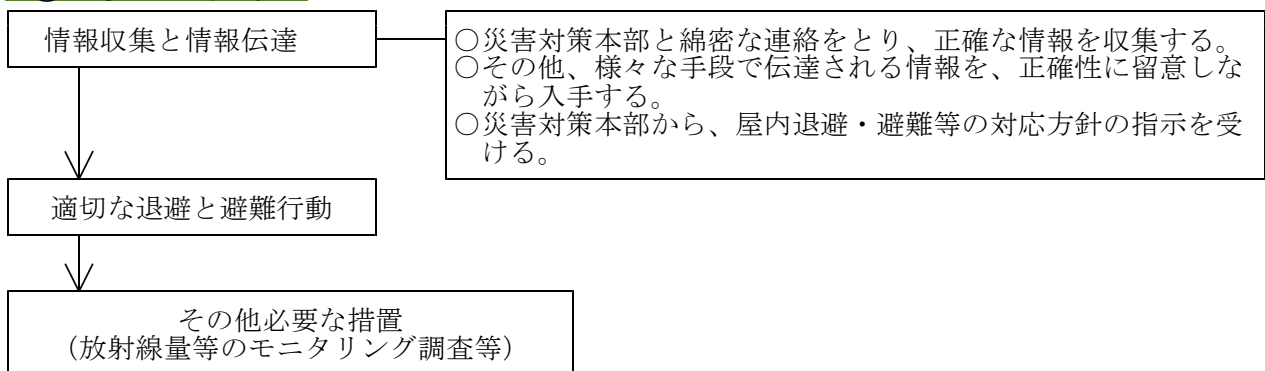 情報収集と情報伝達
○災害対策本部と綿密な連絡をとり、正確な情報を収集する。
○その他、様々な手段で伝達される情報を、正確性に留意しな
がら入手する。
○災害対策本部から、屋内退避・避難等の対応方針の指示を受
ける。
適切な退避と避難行動
その他必要な措置
（放射線量等のモニタリング調査等）